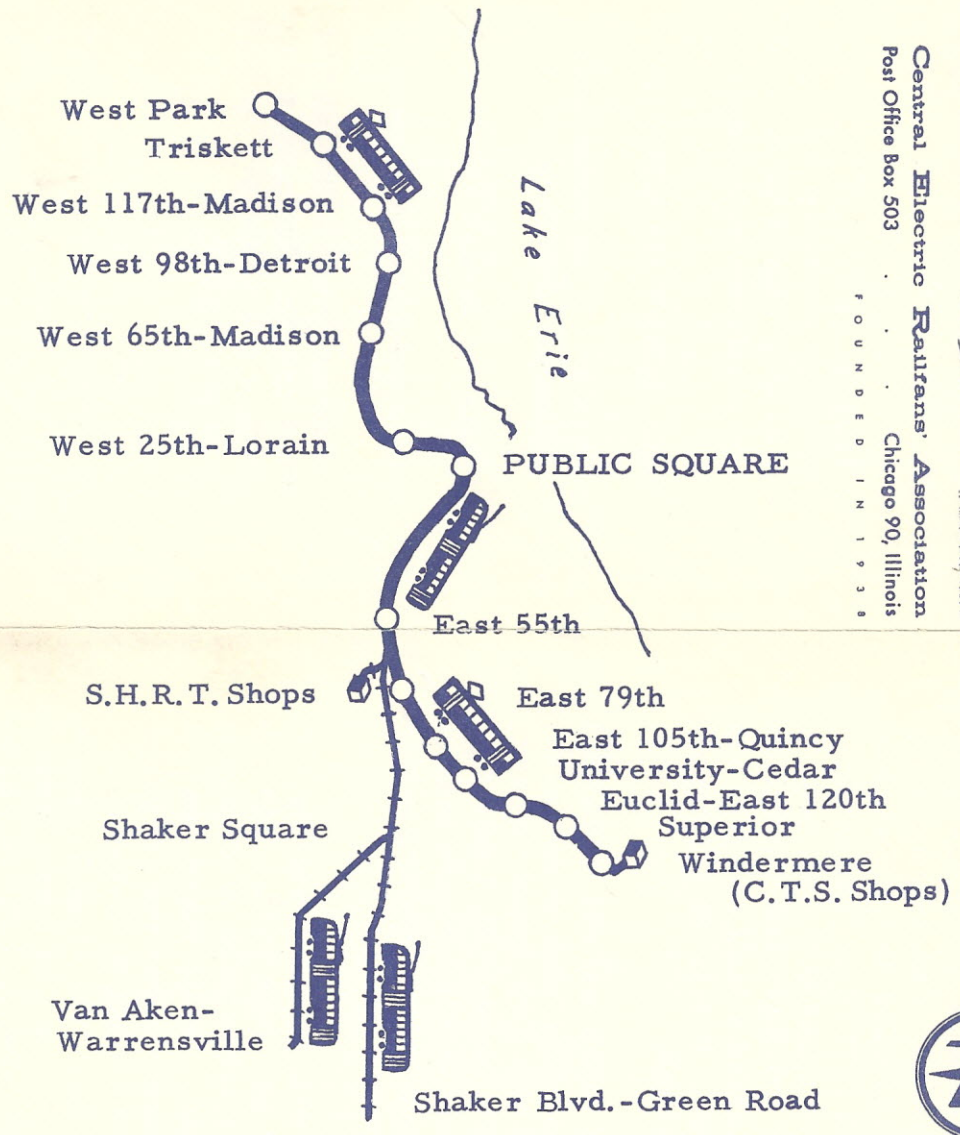 West Park
Triskett
West 117th-Madison
West 98th-Detroit
West 65th-Madison
West 25th-Lorain
PUBLIC SQUARE
Lake Erie
East 55th
S.H.R.T. Shops
East 79th
East 105th-Quincy
University-Cedar
Euclid-East 120th
Superior
Windermere
(C.T.S. Shops)
Shaker Square
Van Aken-
Warrensville
Shaker Blvd.-Green Road
Central Electric Railfans' Association
Post Office Box 503 . . . Chicago 90, Illinois
FOUNDED IN 1938